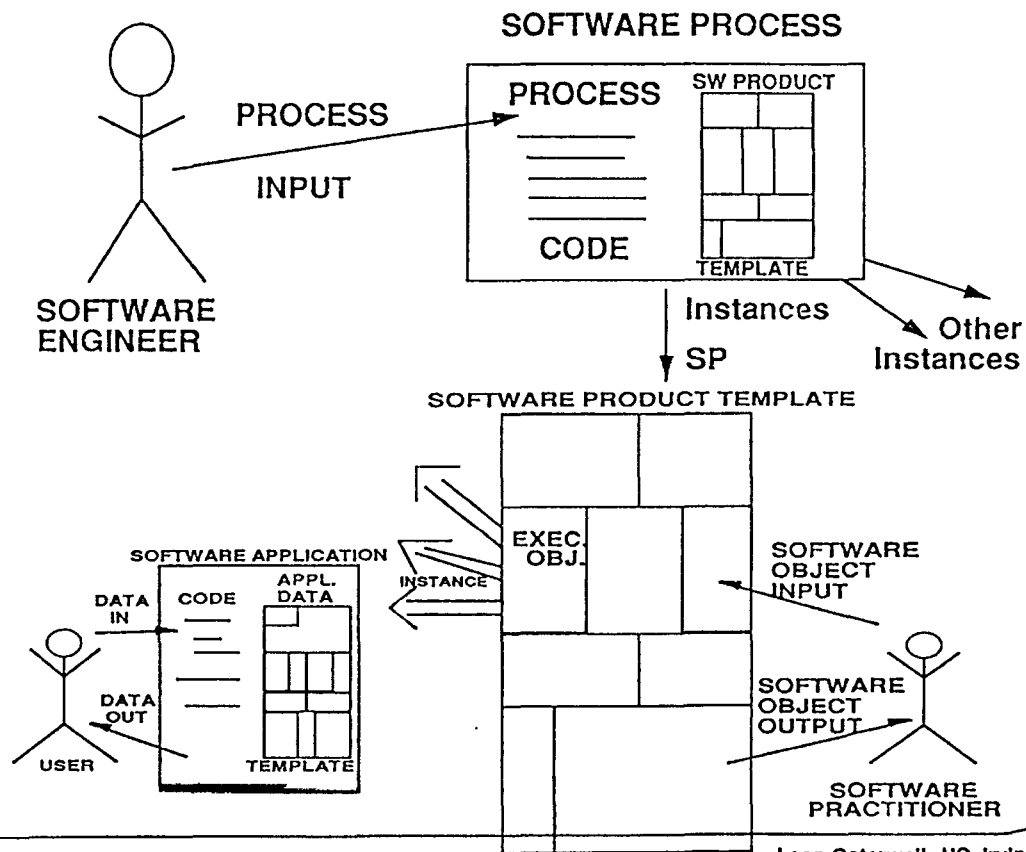 SOFTWARE PROCESS
PROCESS
INPUT
SOFTWARE
ENGINEER
PROCESS
CODE
SW PRODUCT
TEMPLATE
Instances
SP
Other
Instances
SOFTWARE PRODUCT TEMPLATE
EXEC.
OBJ.
INSTANCE
SOFTWARE APPLICATION
CODE
APPL.
DATA
TEMPLATE
DATA
IN
DATA
OUT
USER
SOFTWARE
OBJECT
INPUT
SOFTWARE
OBJECT
OUTPUT
SOFTWARE
PRACTITIONER